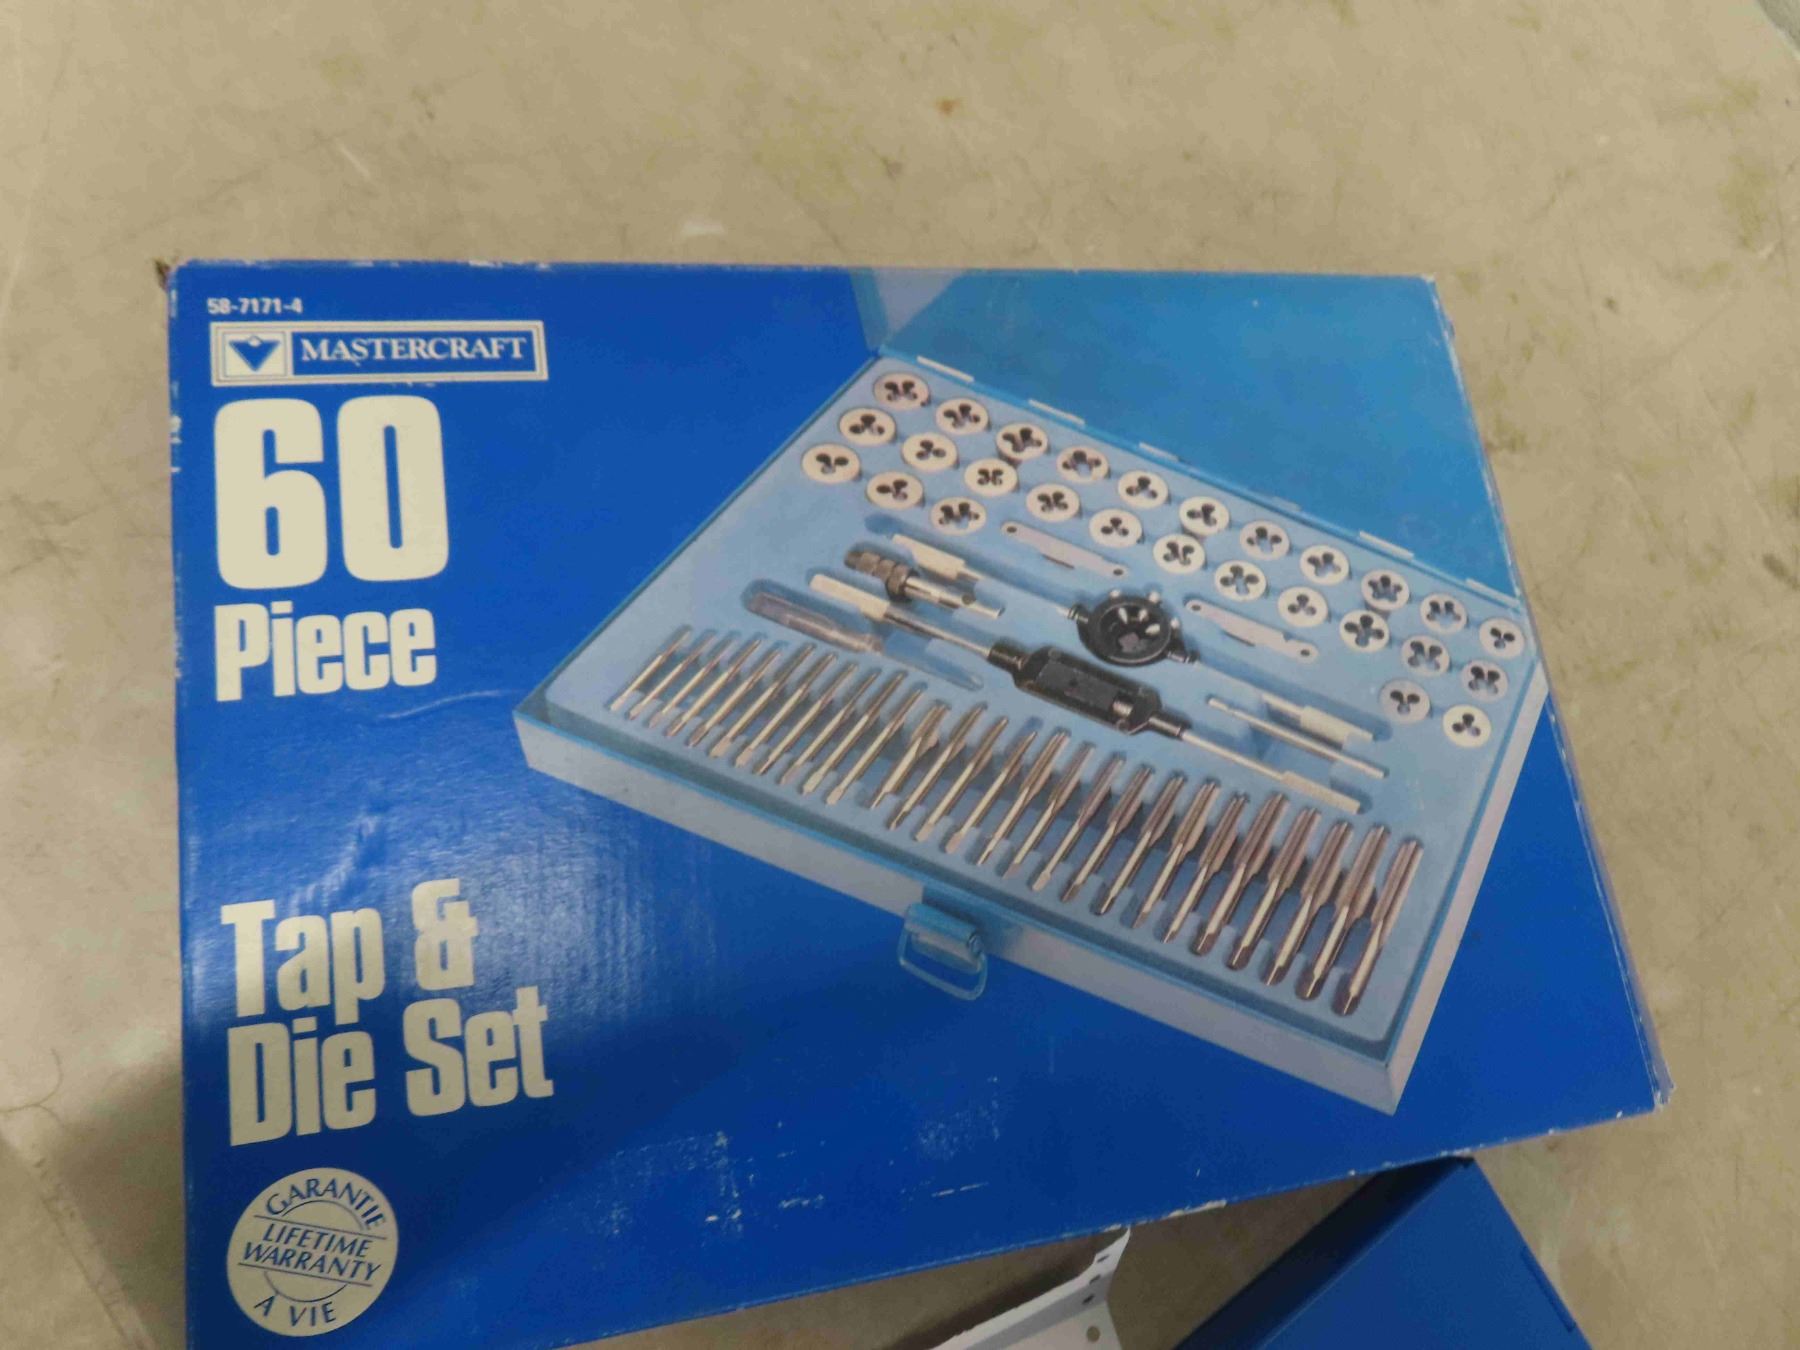 58-7171-4
MASTERCRAFT
60
Piece
Tap &
Die Set
GARANTIE
LIFETIME
WARRANTY
À VIE